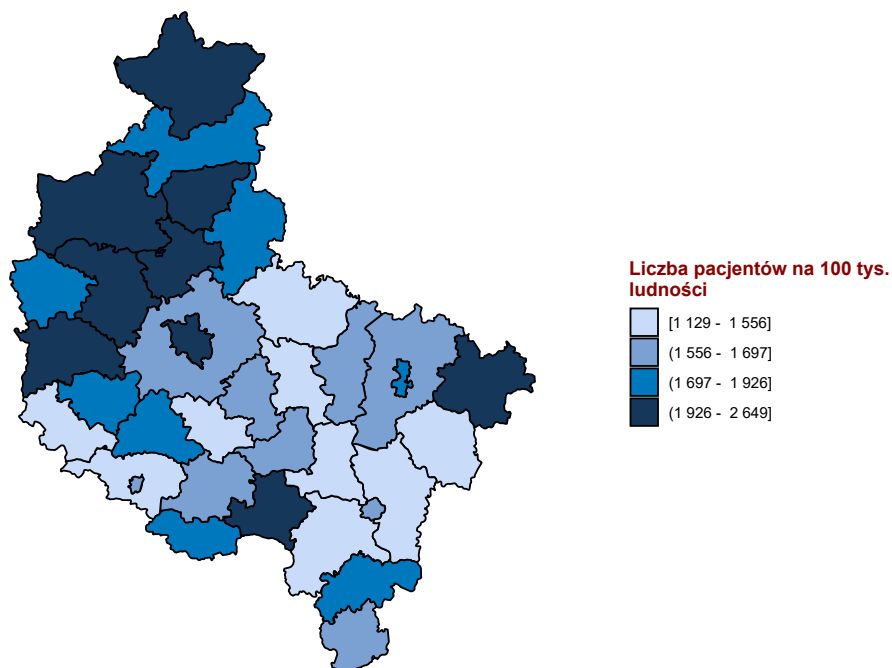 Liczba pacjentów na 100 tys.
ludności
[1 129 - 1 556]
(1 556 - 1 697]
(1 697 - 1 926]
(1 926 - 2 649]